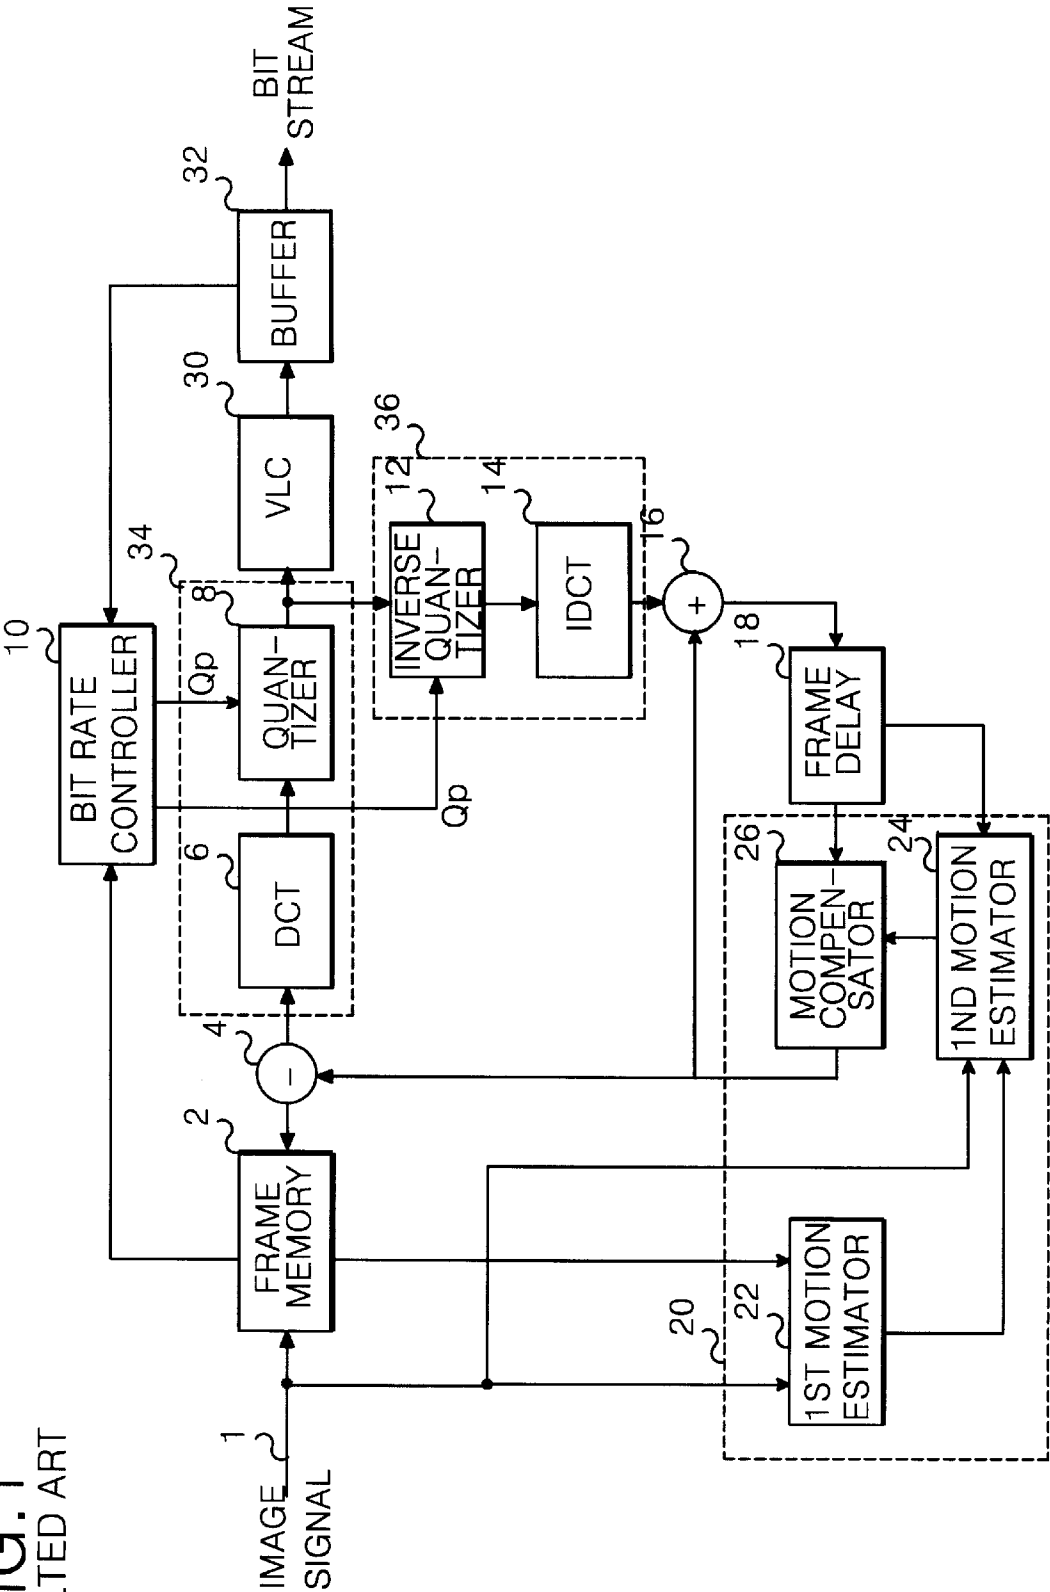 FIG.1
LTED ART
10
BIT RATE
CONTROLLER
IMAGE
SIGNAL
1
2
FRAME
MEMORY
4
−
34
6
DCT
Qp
8
QUAN−
TIZER
30
VLC
32
BUFFER
BIT
STREAM
Qp
36
12
INVERSE
QUAN−
TIZER
14
IDCT
16
+
18
FRAME
DELAY
20
22
1ST MOTION
ESTIMATOR
26
MOTION
COMPEN−
SATOR
24
1ND MOTION
ESTIMATOR